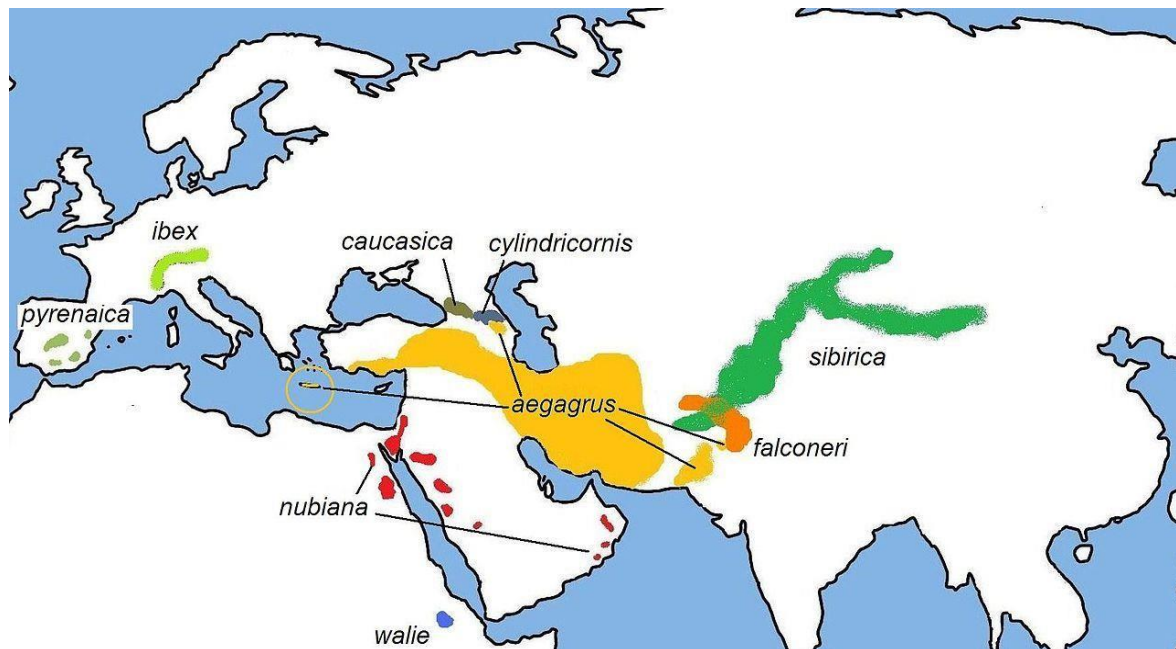 ibex
caucasica
cylindricornis
pyrenaica
sibirica
aegagrus
falconeri
nubiana
walie